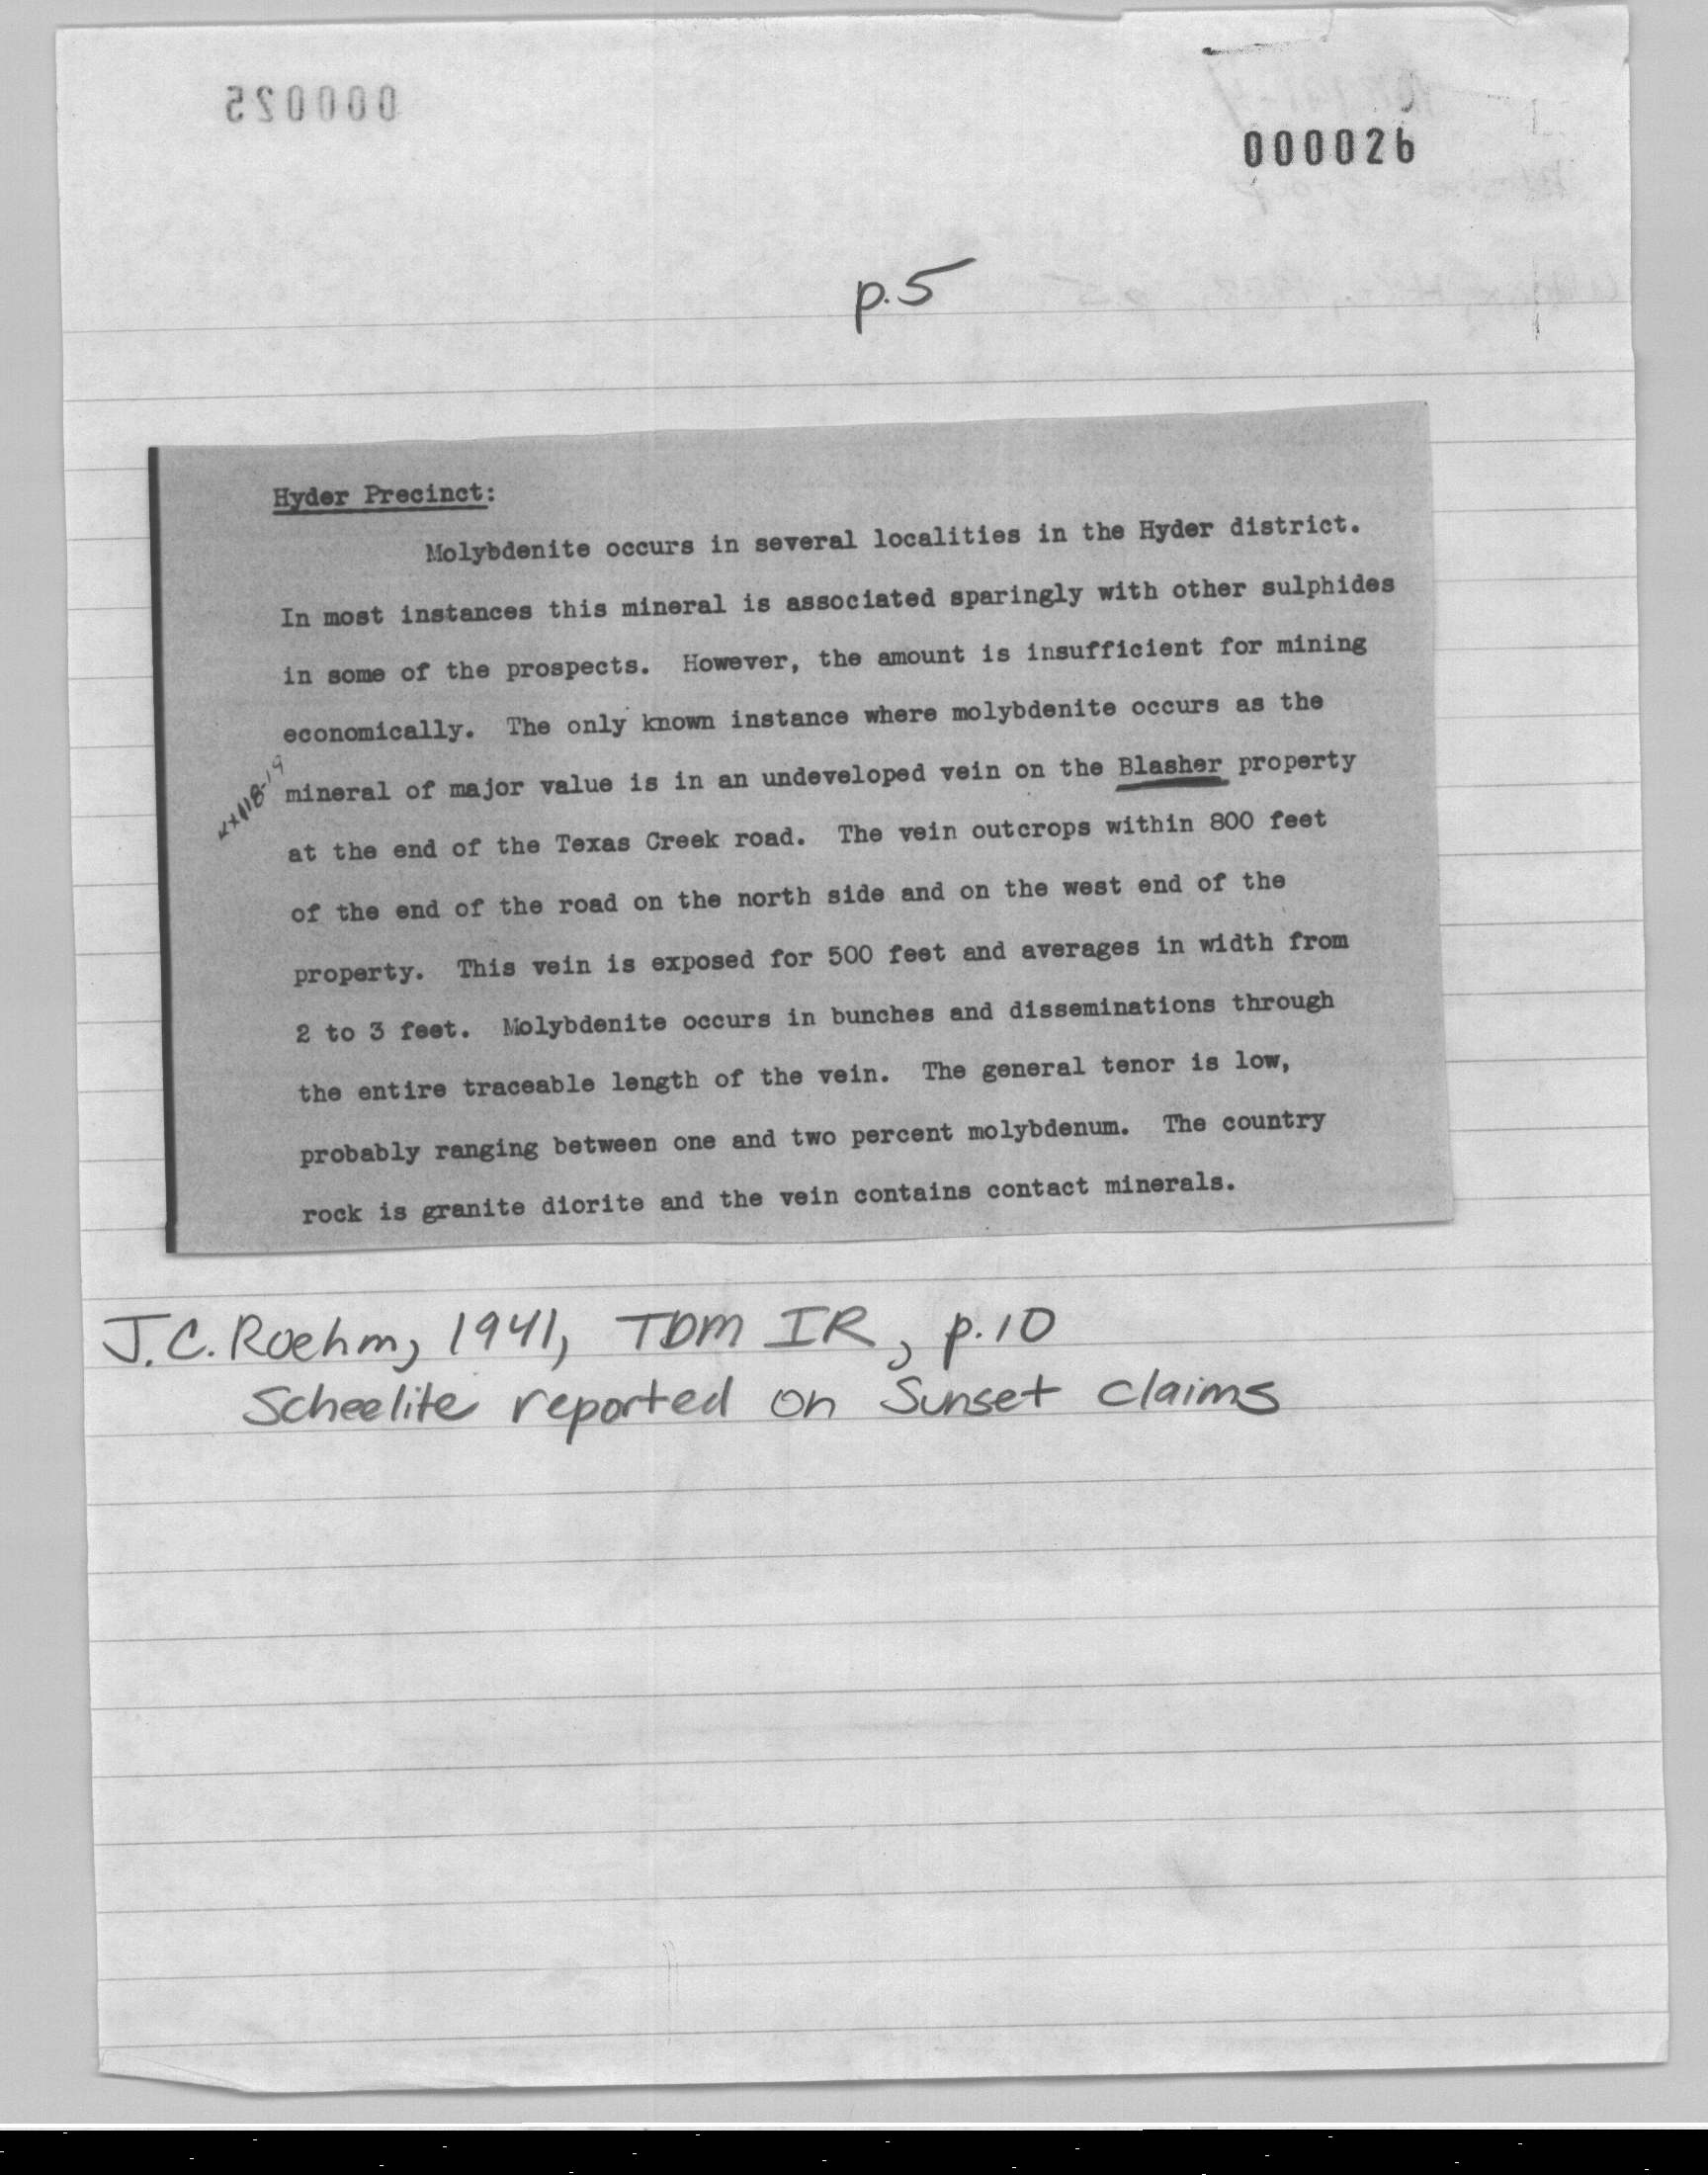 000025
000026
p.5
Hyder Precinct:
Molybdenite occurs in several localities in the Hyder district.
In most instances this mineral is associated sparingly with other sulphides
in some of the prospects. However, the amount is insufficient for mining
economically. The only known instance where molybdenite occurs as the
mineral of major value is in an undeveloped vein on the Blasher property
at the end of the Texas Creek road. The vein outcrops within 800 feet
of the end of the road on the north side and on the west end of the
property. This vein is exposed for 500 feet and averages in width from
2 to 3 feet. Molybdenite occurs in bunches and disseminations through
the entire traceable length of the vein. The general tenor is low,
probably ranging between one and two percent molybdenum. The country
rock is granite diorite and the vein contains contact minerals.
J.C. Roehm, 1941, TDM IR, p.10
Scheelite reported on Sunset claims